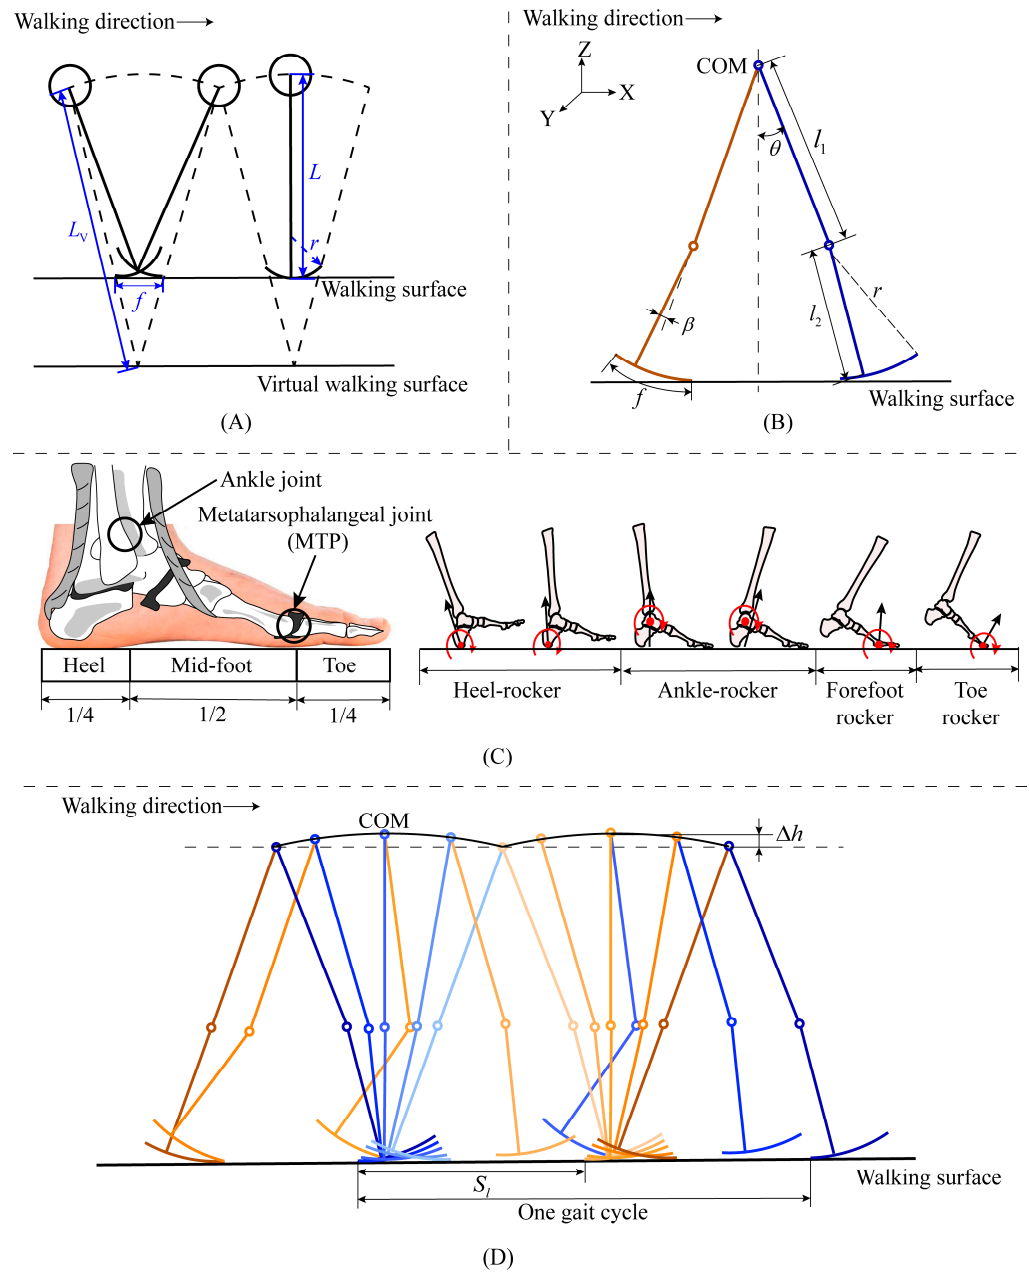 Walking direction
L
L_V
r
f
Walking surface
Virtual walking surface
(A)
Walking direction
Z
X
Y
COM
θ
l_1
l_2
r
β
f
Walking surface
(B)
Ankle joint
Metatarsophalangeal joint
(MTP)
Heel
Mid-foot
Toe
1/4
1/2
1/4
Heel-rocker
Ankle-rocker
Forefoot
rocker
Toe
rocker
(C)
Walking direction
COM
Δh
Walking surface
S_l
One gait cycle
(D)